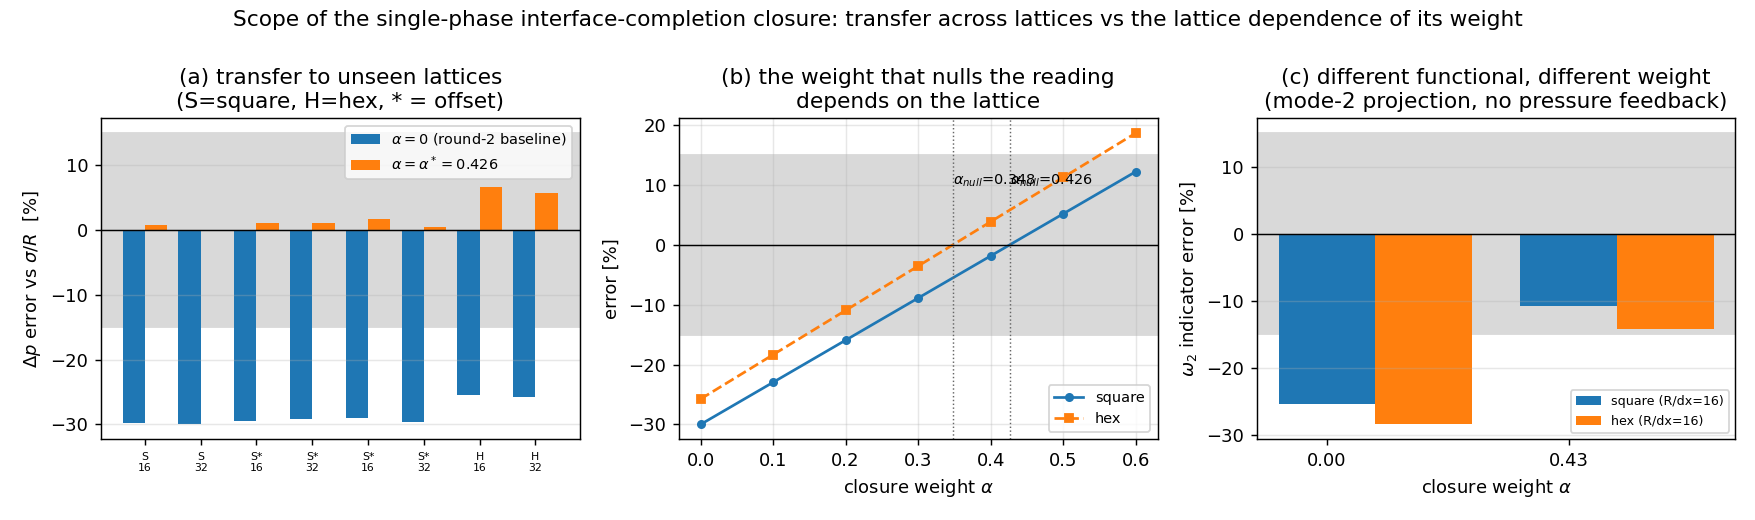 Scope of the single-phase interface-completion closure: transfer across lattices vs the lattice dependence of its weight
(a) transfer to unseen lattices
(S=square, H=hex, * = offset)
Δp error vs σ/R [%]
10
0
−10
−20
−30
α = 0 (round-2 baseline)
α = α* = 0.426
S
16
S
32
S*
16
S*
32
S*
16
S*
32
H
16
H
32
(b) the weight that nulls the reading
depends on the lattice
error [%]
20
10
0
−10
−20
−30
α_null=0.348
α_null=0.426
square
hex
0.0 0.1 0.2 0.3 0.4 0.5 0.6
closure weight α
(c) different functional, different weight
(mode-2 projection, no pressure feedback)
ω₂ indicator error [%]
10
0
−10
−20
−30
square (R/dx=16)
hex (R/dx=16)
0.00 0.43
closure weight α